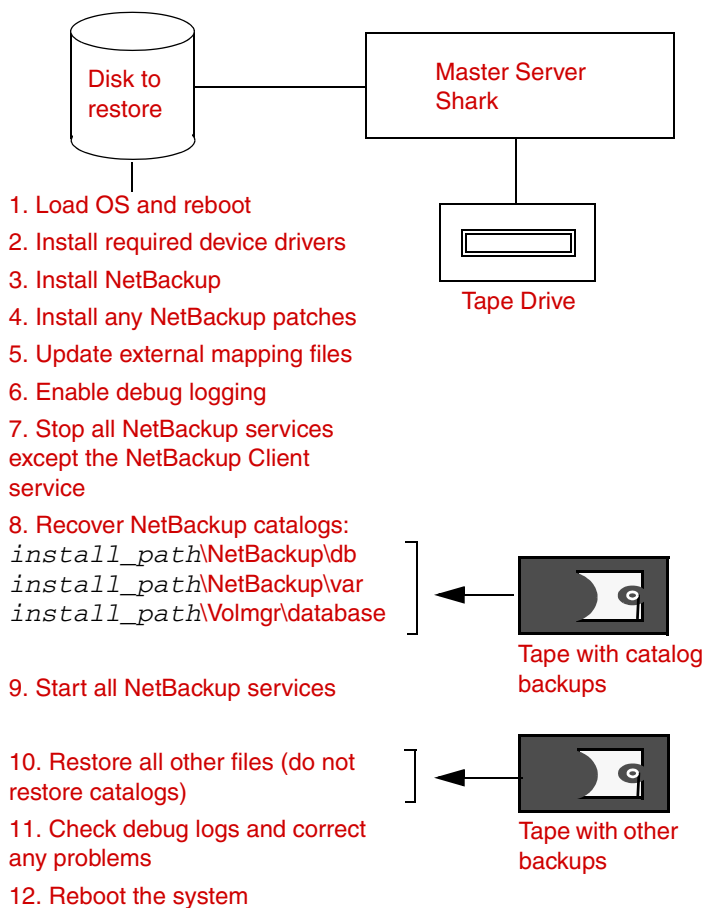 Disk to
restore
Master Server
Shark
Tape Drive
1. Load OS and reboot
2. Install required device drivers
3. Install NetBackup
4. Install any NetBackup patches
5. Update external mapping files
6. Enable debug logging
7. Stop all NetBackup services
except the NetBackup Client
service
8. Recover NetBackup catalogs:
install_path\NetBackup\db
install_path\NetBackup\var
install_path\Volmgr\database
Tape with catalog
backups
9. Start all NetBackup services
10. Restore all other files (do not
restore catalogs)
11. Check debug logs and correct
any problems
Tape with other
backups
12. Reboot the system